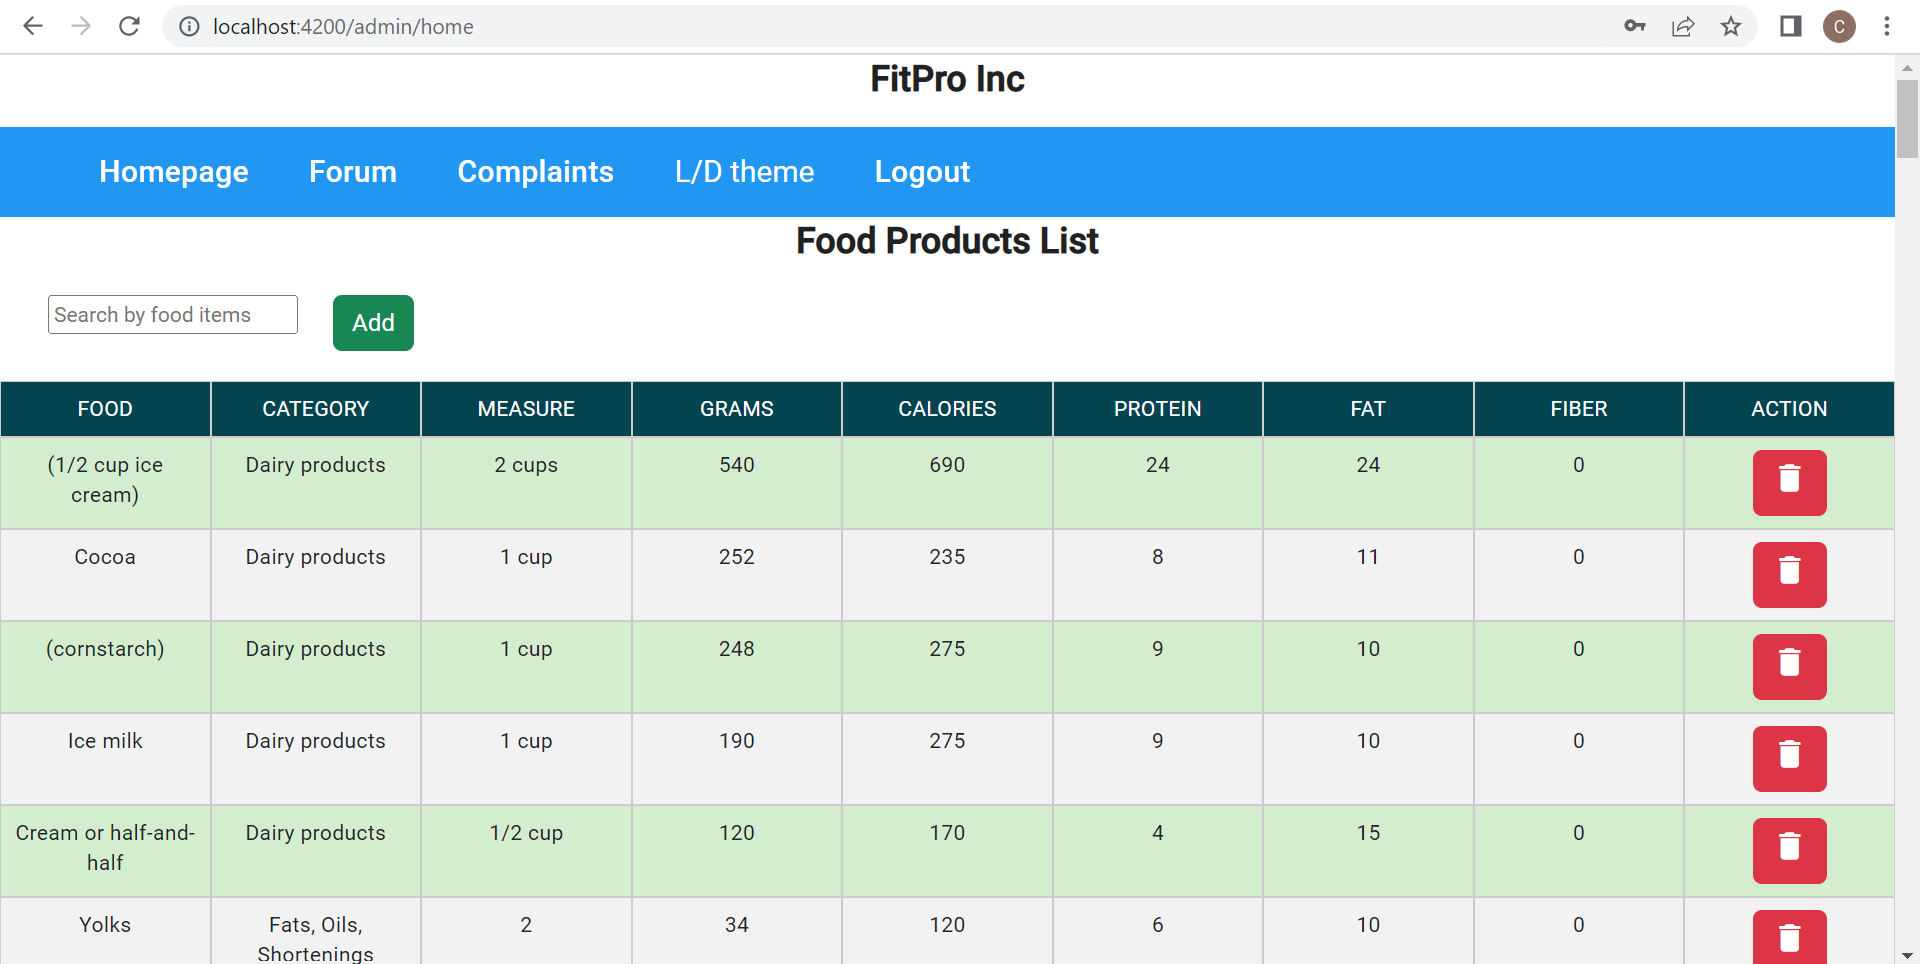 localhost:4200/admin/home
C
FitPro Inc
Homepage Forum Complaints L/D theme Logout
Food Products List
Search by food items Add
FOOD CATEGORY MEASURE GRAMS CALORIES PROTEIN FAT FIBER ACTION
(1/2 cup ice Dairy products 2 cups 540 690 24 24 0
cream)
Cocoa Dairy products 1 cup 252 235 8 11 0
(cornstarch) Dairy products 1 cup 248 275 9 10 0
Ice milk Dairy products 1 cup 190 275 9 10 0
Cream or half-and- Dairy products 1/2 cup 120 170 4 15 0
half
Yolks Fats, Oils, 2 34 120 6 10 0
Shortenings